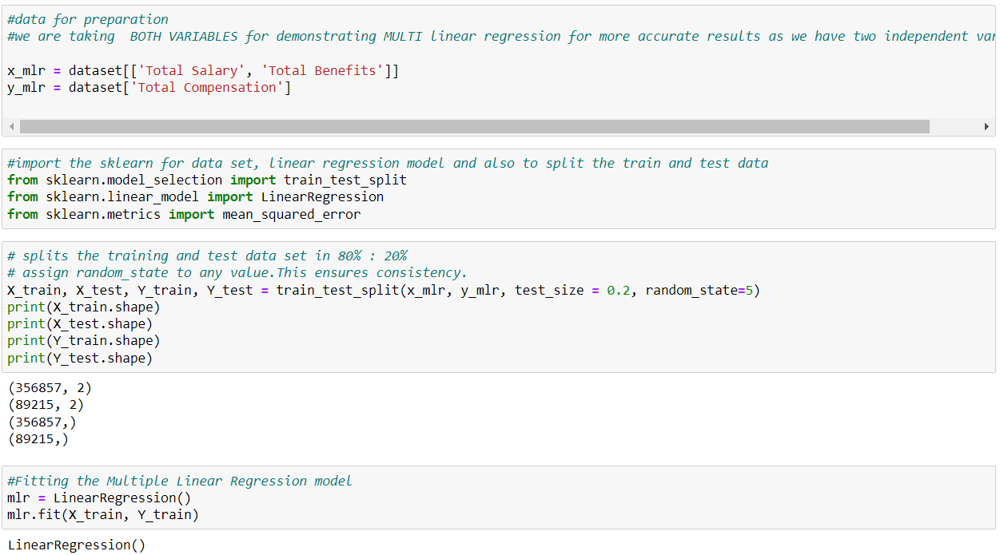 #data for preparation
#we are taking  BOTH VARIABLES for demonstrating MULTI linear regression for more accurate results as we have two independent
x_mlr = dataset[['Total Salary', 'Total Benefits']]
y_mlr = dataset['Total Compensation']
#import the sklearn for data set, linear regression model and also to split the train and test data
from sklearn.model_selection import train_test_split
from sklearn.linear_model import LinearRegression
from sklearn.metrics import mean_squared_error
# splits the training and test data set in 80% : 20%
# assign random_state to any value.This ensures consistency.
X_train, X_test, Y_train, Y_test = train_test_split(x_mlr, y_mlr, test_size = 0.2, random_state=5)
print(X_train.shape)
print(X_test.shape)
print(Y_train.shape)
print(Y_test.shape)
(356857, 2)
(89215, 2)
(356857,)
(89215,)
#Fitting the Multiple Linear Regression model
mlr = LinearRegression()
mlr.fit(X_train, Y_train)
LinearRegression()